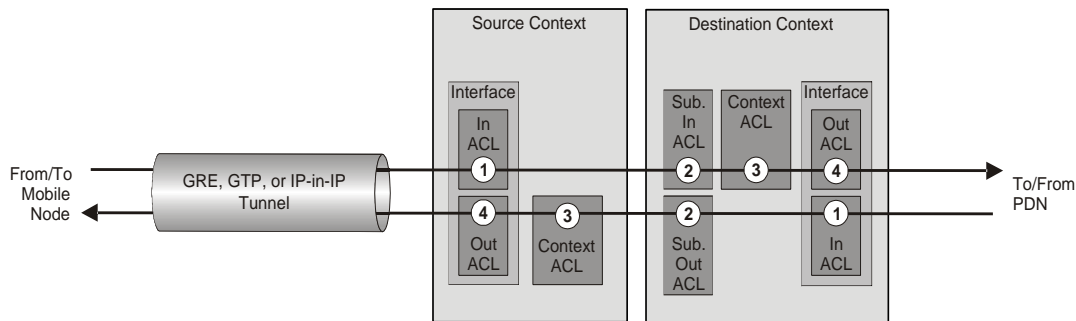 Source Context
Destination Context
Interface
In
ACL
1
Sub.
In
ACL
2
Context
ACL
3
Interface
Out
ACL
4
From/To
Mobile
Node
GRE, GTP, or IP-in-IP
Tunnel
To/From
PDN
4
Out
ACL
3
Context
ACL
2
Sub.
Out
ACL
1
In
ACL